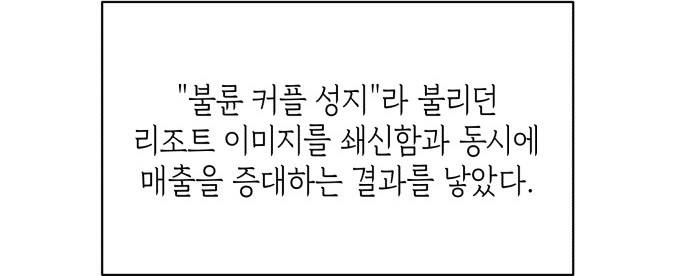 "불륜 커플 성지"라 불리던
리조트 이미지를 쇄신함과 동시에
매출을 증대하는 결과를 낳았다.